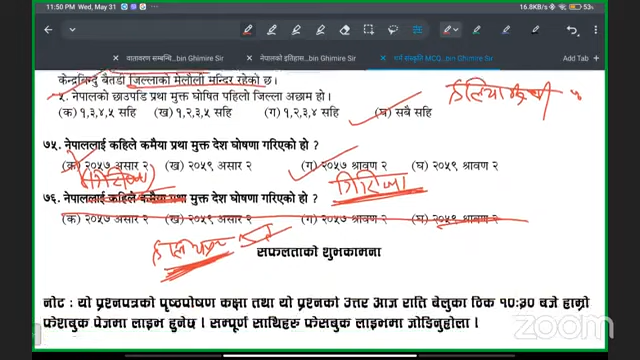 11:50 PM Wed, May 31
16.8KB/s
53%
वातावरण सम्बन्धि ..bin Ghimire Sir
नेपालको इतिहास...bin Ghimire Sir
धर्म संस्कृति MCQ...bin Ghimire Sir
Add Tab
केन्द्रबिन्दु बैतडी जिल्लाको मेलौली मन्दिर रहेको छ।
५. नेपालको छाउपडि प्रथा मुक्त घोषित पहिलो जिल्ला अछाम हो।
(क) १,३,४,५ सहि (ख) १,२,३,५ सहि (ग) १,२,३,४ सहि (घ) सबै सहि
७५. नेपाललाई कहिले कमैया प्रथा मुक्त देश घोषणा गरिएको हो ?
(क) २०५७ असार २ (ख) २०५९ असार २ (ग) २०५७ श्रावण २ (घ) २०५९ श्रावण २
गिरिजा
७६. नेपाललाई कहिले कमैया प्रथा मुक्त देश घोषणा गरिएको हो ?
(क) २०५७ असार २ (ख) २०५९ असार २ (ग) २०५७ श्रावण २ (घ) २०५९ श्रावण २
सफलताको शुभकामना
नोट : यो प्रश्नपत्रको पृष्ठपोषण कक्षा तथा यो प्रश्नको उत्तर आज राति बेलुका ठिक १०:३० बजे हाम्रो
फेशबुक पेजमा लाइभ हुनेछ। सम्पूर्ण साथिहरु फेसबुक लाइभमा जोडिनुहोला !
zoom